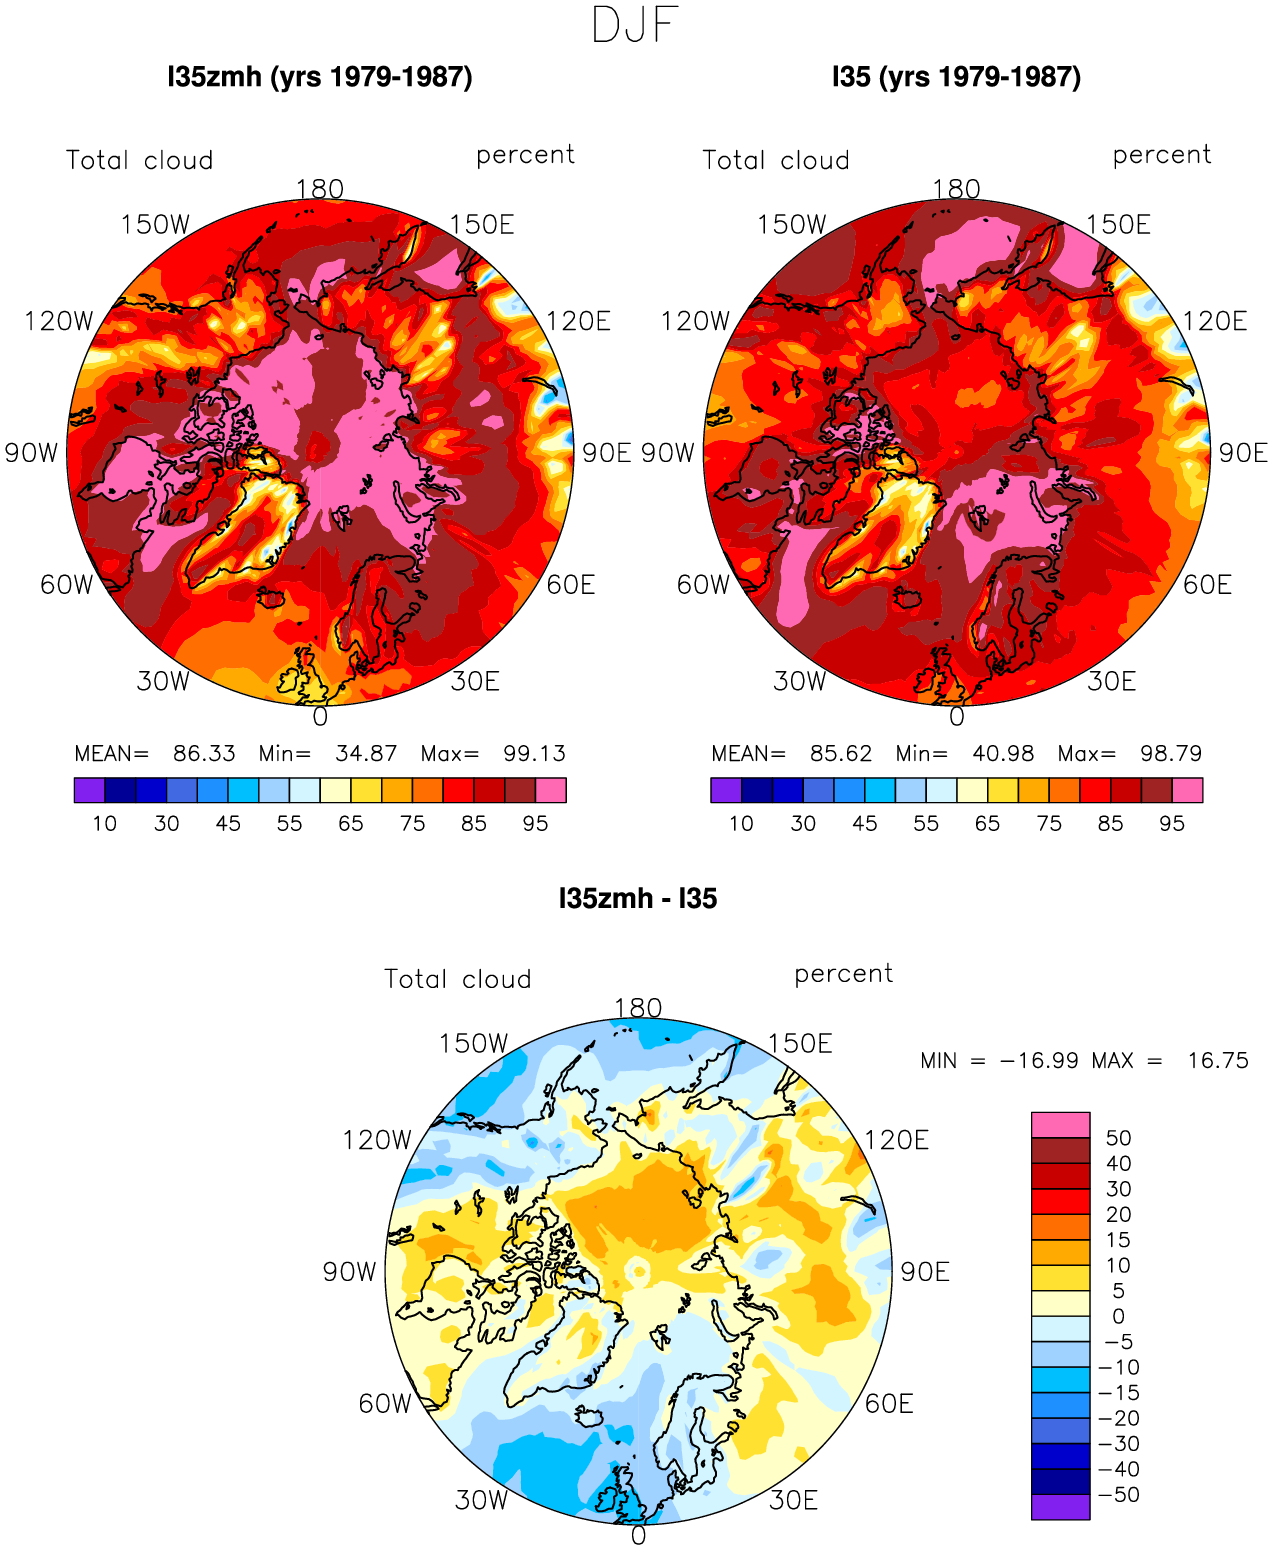 DJF
I35zmh (yrs 1979-1987)
I35 (yrs 1979-1987)
Total cloud percent
180
150W 150E
120W 120E
90W 90E
60W 60E
30W 30E
0
MEAN= 86.33 Min= 34.87 Max= 99.13
10 30 45 55 65 75 85 95
Total cloud percent
180
150W 150E
120W 120E
90W 90E
60W 60E
30W 30E
0
MEAN= 85.62 Min= 40.98 Max= 98.79
10 30 45 55 65 75 85 95
I35zmh - I35
Total cloud percent
180
150W 150E
120W 120E
90W 90E
60W 60E
30W 30E
0
MIN = −16.99 MAX = 16.75
50
40
30
20
15
10
5
0
−5
−10
−15
−20
−30
−40
−50